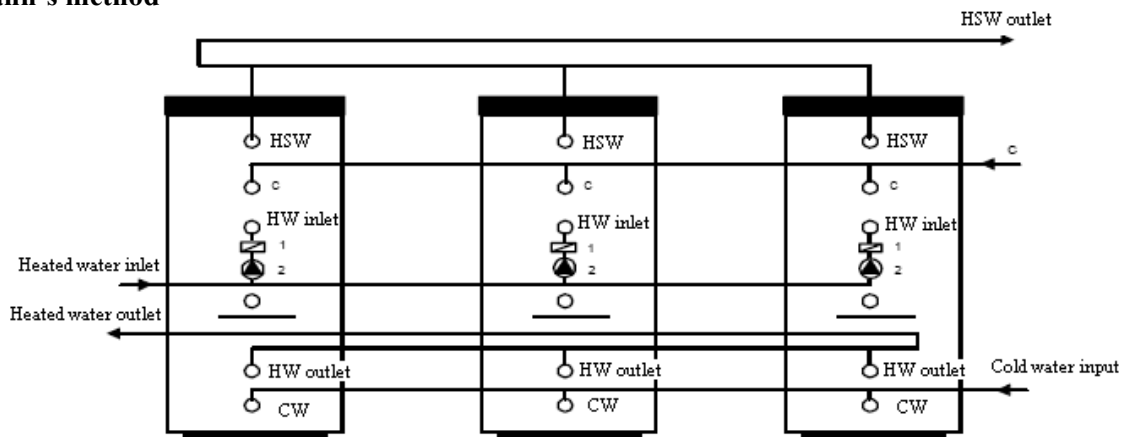 HSW outlet
HSW HSW HSW
c
c c c
HW inlet HW inlet HW inlet
1 1 1
Heated water inlet
2 2 2
Heated water outlet
HW outlet HW outlet HW outlet
Cold water input
CW CW CW